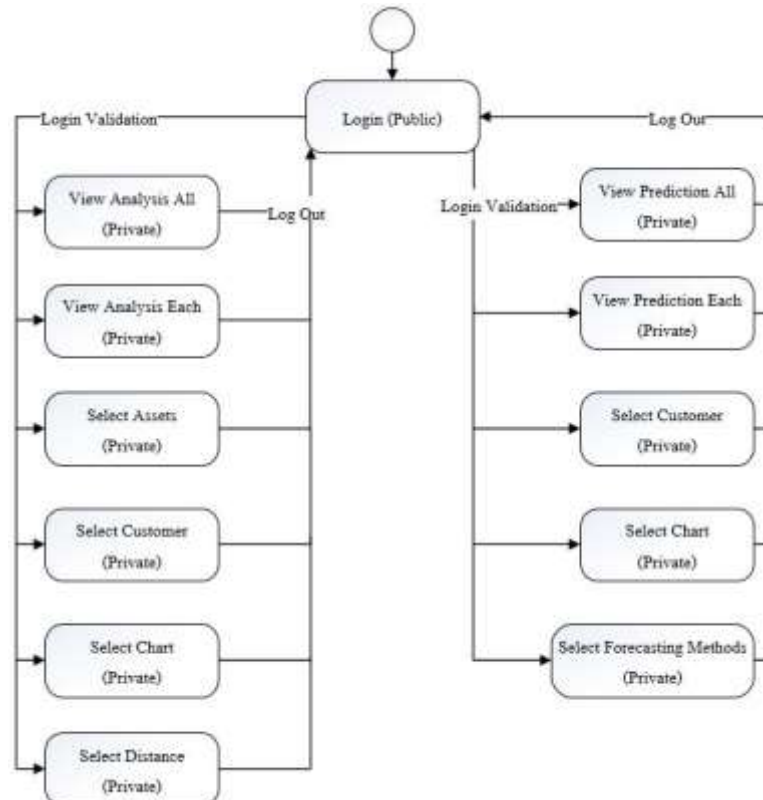 Login (Public)
Login Validation
Log Out
View Analysis All
(Private)
Log Out
Login Validation
View Prediction All
(Private)
View Analysis Each
(Private)
View Prediction Each
(Private)
Select Assets
(Private)
Select Customer
(Private)
Select Customer
(Private)
Select Chart
(Private)
Select Chart
(Private)
Select Forecasting Methods
(Private)
Select Distance
(Private)